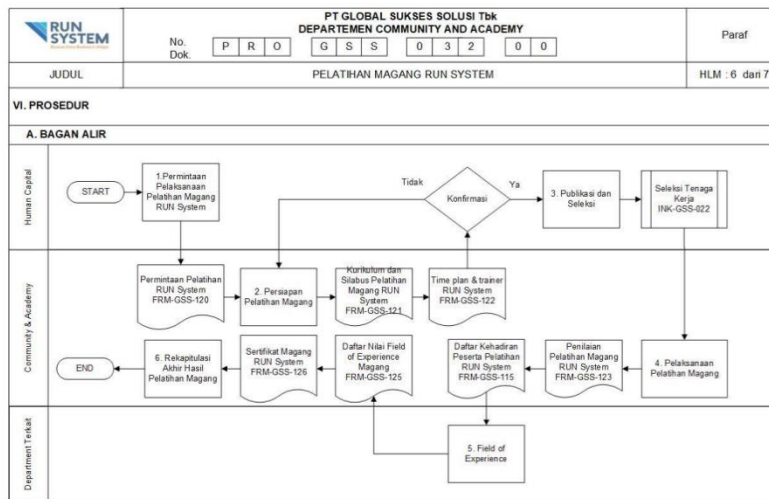 RUN
SYSTEM
PT GLOBAL SUKSES SOLUSI Tbk
DEPARTEMEN COMMUNITY AND ACADEMY
No.
Dok.
P R O G S S 0 3 2 0 0
Paraf
JUDUL
PELATIHAN MAGANG RUN SYSTEM
HLM : 6 dari 7
VI. PROSEDUR
A. BAGAN ALIR
Human Capital
START
1.Permintaan
Pelaksanaan
Pelatihan Magang
RUN System
Tidak
Konfirmasi
Ya
3. Publikasi dan
Seleksi
Seleksi Tenaga
Kerja
INK-GSS-022
Community & Academy
Permintaan Pelatihan
RUN System
FRM-GSS-120
2. Persiapan
Pelatihan Magang
Kurikulum dan
Silabus Pelatihan
Magang RUN
System
FRM-GSS-121
Time plan & trainer
RUN System
FRM-GSS-122
END
6. Rekapitulasi
Akhir Hasil
Pelatihan Magang
Sertifikat Magang
RUN System
FRM-GSS-126
Daftar Nilai Field
of Experience
Magang
FRM-GSS-125
Daftar Kehadiran
Peserta Pelatihan
RUN System
FRM-GSS-115
Penilaian
Pelatihan Magang
RUN System
FRM-GSS-123
4. Pelaksanaan
Pelatihan Magang
Department Terkait
5. Field of
Experience